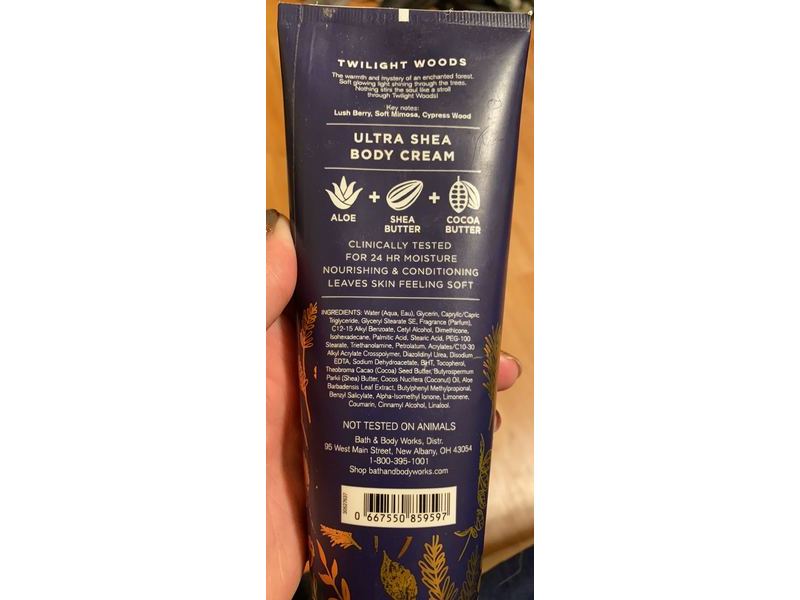 TWILIGHT WOODS
The warmth and mystery of an enchanted forest.
Soft glowing light shining through the trees.
Nothing stirs the soul like a stroll
through Twilight Woods!
Key notes:
Lush Berry, Soft Mimosa, Cypress Wood
ULTRA SHEA
BODY CREAM
+ +
ALOE SHEA BUTTER COCOA BUTTER
CLINICALLY TESTED
FOR 24 HR MOISTURE
NOURISHING & CONDITIONING
LEAVES SKIN FEELING SOFT
INGREDIENTS: Water (Aqua, Eau), Glycerin, Caprylic/Capric
Triglyceride, Glyceryl Stearate SE, Fragrance (Parfum),
C12-15 Alkyl Benzoate, Cetyl Alcohol, Dimethicone,
Isohexadecane, Palmitic Acid, Stearic Acid, PEG-100
Stearate, Triethanolamine, Petrolatum, Acrylates/C10-30
Alkyl Acrylate Crosspolymer, Diazolidinyl Urea, Disodium
EDTA, Sodium Dehydroacetate, BHT, Tocopherol,
Theobroma Cacao (Cocoa) Seed Butter, Butyrospermum
Parkii (Shea) Butter, Cocos Nucifera (Coconut) Oil, Aloe
Barbadensis Leaf Extract, Butylphenyl Methylpropional,
Benzyl Salicylate, Alpha-Isomethyl Ionone, Limonene,
Coumarin, Cinnamyl Alcohol, Linalool.
NOT TESTED ON ANIMALS
Bath & Body Works, Distr.
95 West Main Street, New Albany, OH 43054
1-800-395-1001
Shop bathandbodyworks.com
30527637
0 667550 859597